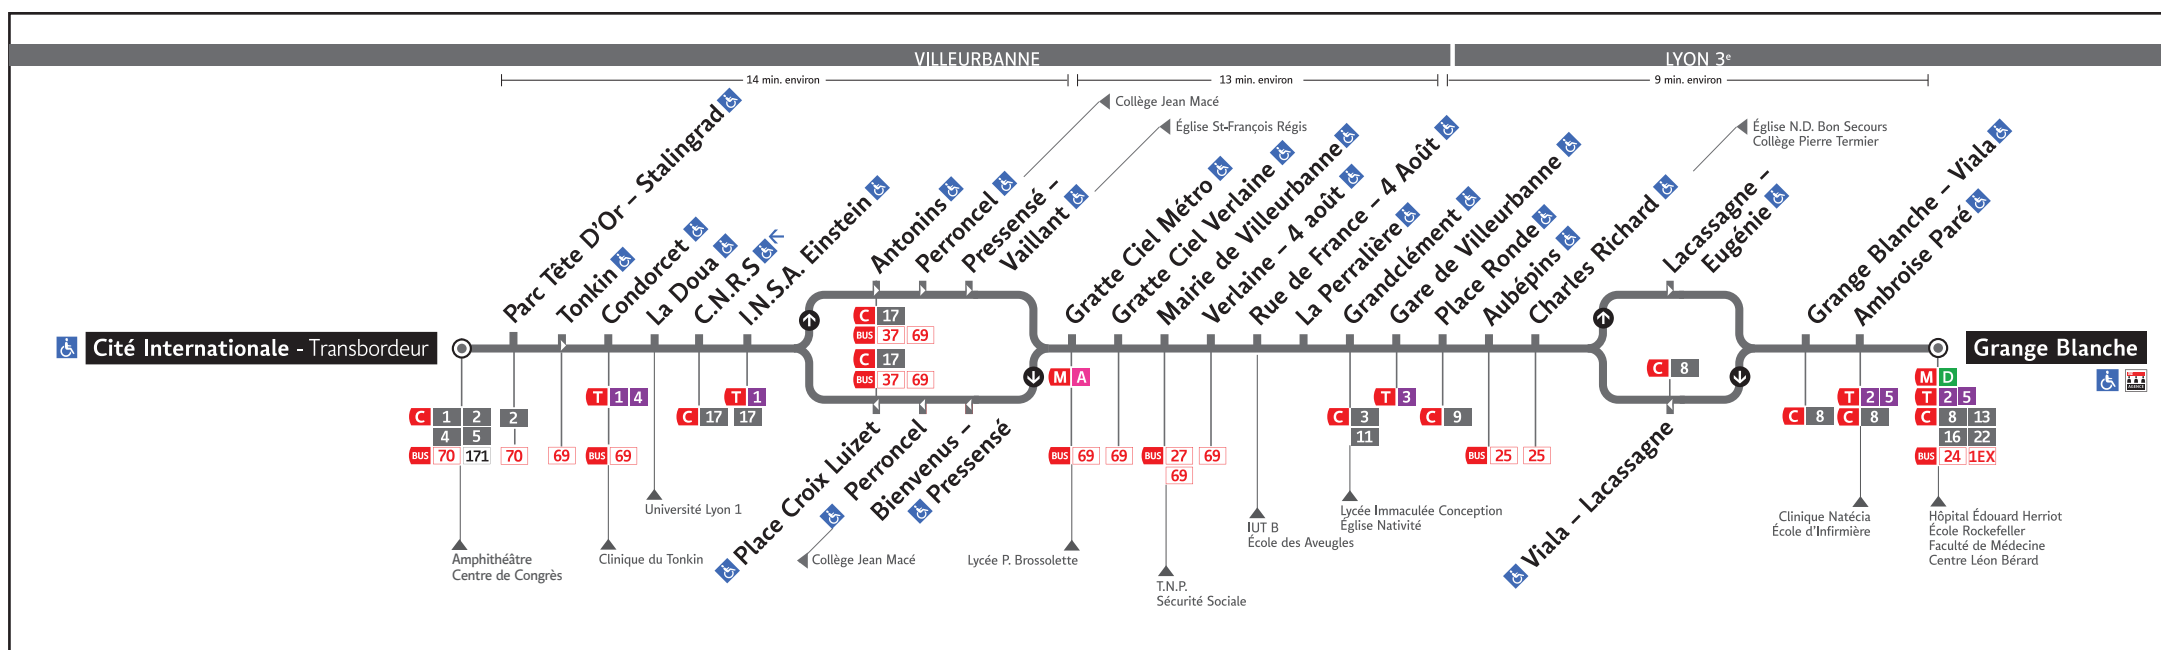 VILLEURBANNE
LYON 3e
14 min. environ
13 min. environ
9 min. environ
Collège Jean Macé
Église St-François Régis
Église N.D. Bon Secours
Collège Pierre Termier
Cité Internationale - Transbordeur
Parc Tête D'Or – Stalingrad
Tonkin
Condorcet
La Doua
C.N.R.S
I.N.S.A. Einstein
Antonins
Perroncel
Pressensé –
Vaillant
Gratte Ciel Métro
Gratte Ciel Verlaine
Mairie de Villeurbanne
Verlaine – 4 août
Rue de France – 4 Août
La Perralière
Grandclément
Gare de Villeurbanne
Place Ronde
Aubépins
Charles Richard
Lacassagne –
Eugénie
Grange Blanche – Viala
Ambroise Paré
Grange Blanche
AGENCE
C 17
BUS 37 69
C 17
BUS 37 69
Place Croix Luizet
Perroncel
Bienvenus –
Pressensé
Viala – Lacassagne
C 8
C 1 2
4 5
BUS 70 171
2
70
69
T 1 4
BUS 69
C 17
T 1
17
M A
BUS 69
69
BUS 27
69
69
C 3
11
T 3
C 9
BUS 25
25
C 8
T 2 5
C 8
M D
T 2 5
C 8 13
16 22
BUS 24 1EX
Amphithéâtre
Centre de Congrès
Clinique du Tonkin
Université Lyon 1
Collège Jean Macé
Lycée P. Brossolette
T.N.P.
Sécurité Sociale
IUT B
École des Aveugles
Lycée Immaculée Conception
Église Nativité
Clinique Natécia
École d'Infirmière
Hôpital Édouard Herriot
École Rockefeller
Faculté de Médecine
Centre Léon Bérard